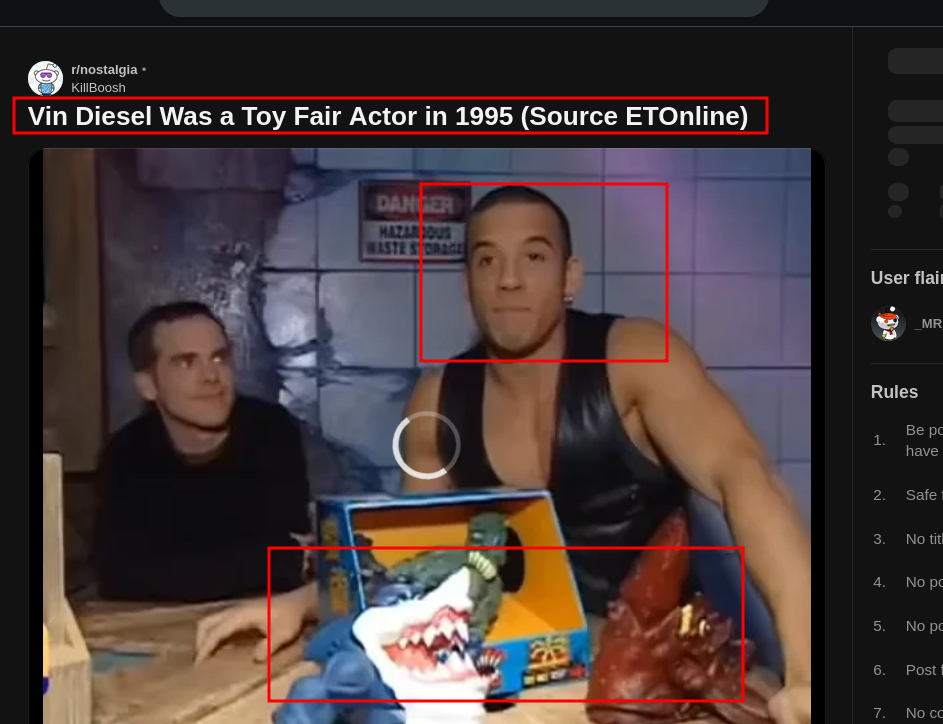 r/nostalgia •
KillBoosh
Vin Diesel Was a Toy Fair Actor in 1995 (Source ETOnline)
DANGER
HAZARDOUS
WASTE STORAGE
User flair
_MR
Rules
1. Be po
have
2. Safe
3. No titl
4. No po
5. No po
6. Post f
7. No co